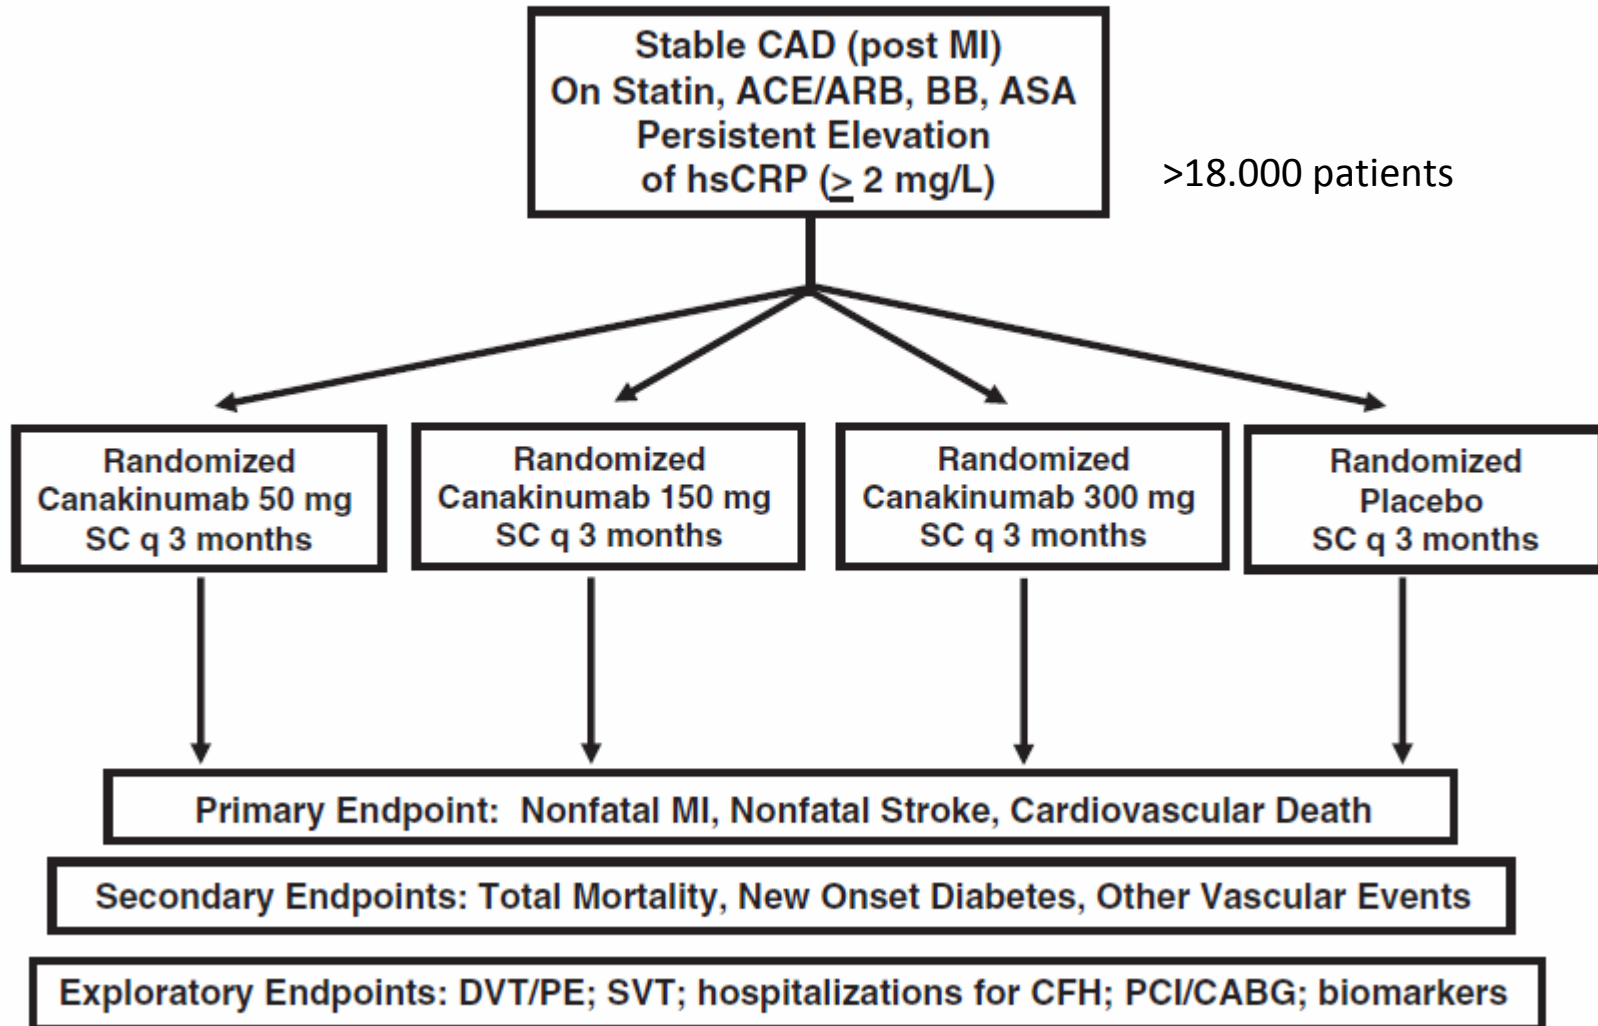 Stable CAD (post MI)
On Statin, ACE/ARB, BB, ASA
Persistent Elevation
of hsCRP (≥ 2 mg/L)
>18.000 patients
Randomized
Canakinumab 50 mg
SC q 3 months
Randomized
Canakinumab 150 mg
SC q 3 months
Randomized
Canakinumab 300 mg
SC q 3 months
Randomized
Placebo
SC q 3 months
Primary Endpoint: Nonfatal MI, Nonfatal Stroke, Cardiovascular Death
Secondary Endpoints: Total Mortality, New Onset Diabetes, Other Vascular Events
Exploratory Endpoints: DVT/PE; SVT; hospitalizations for CFH; PCI/CABG; biomarkers